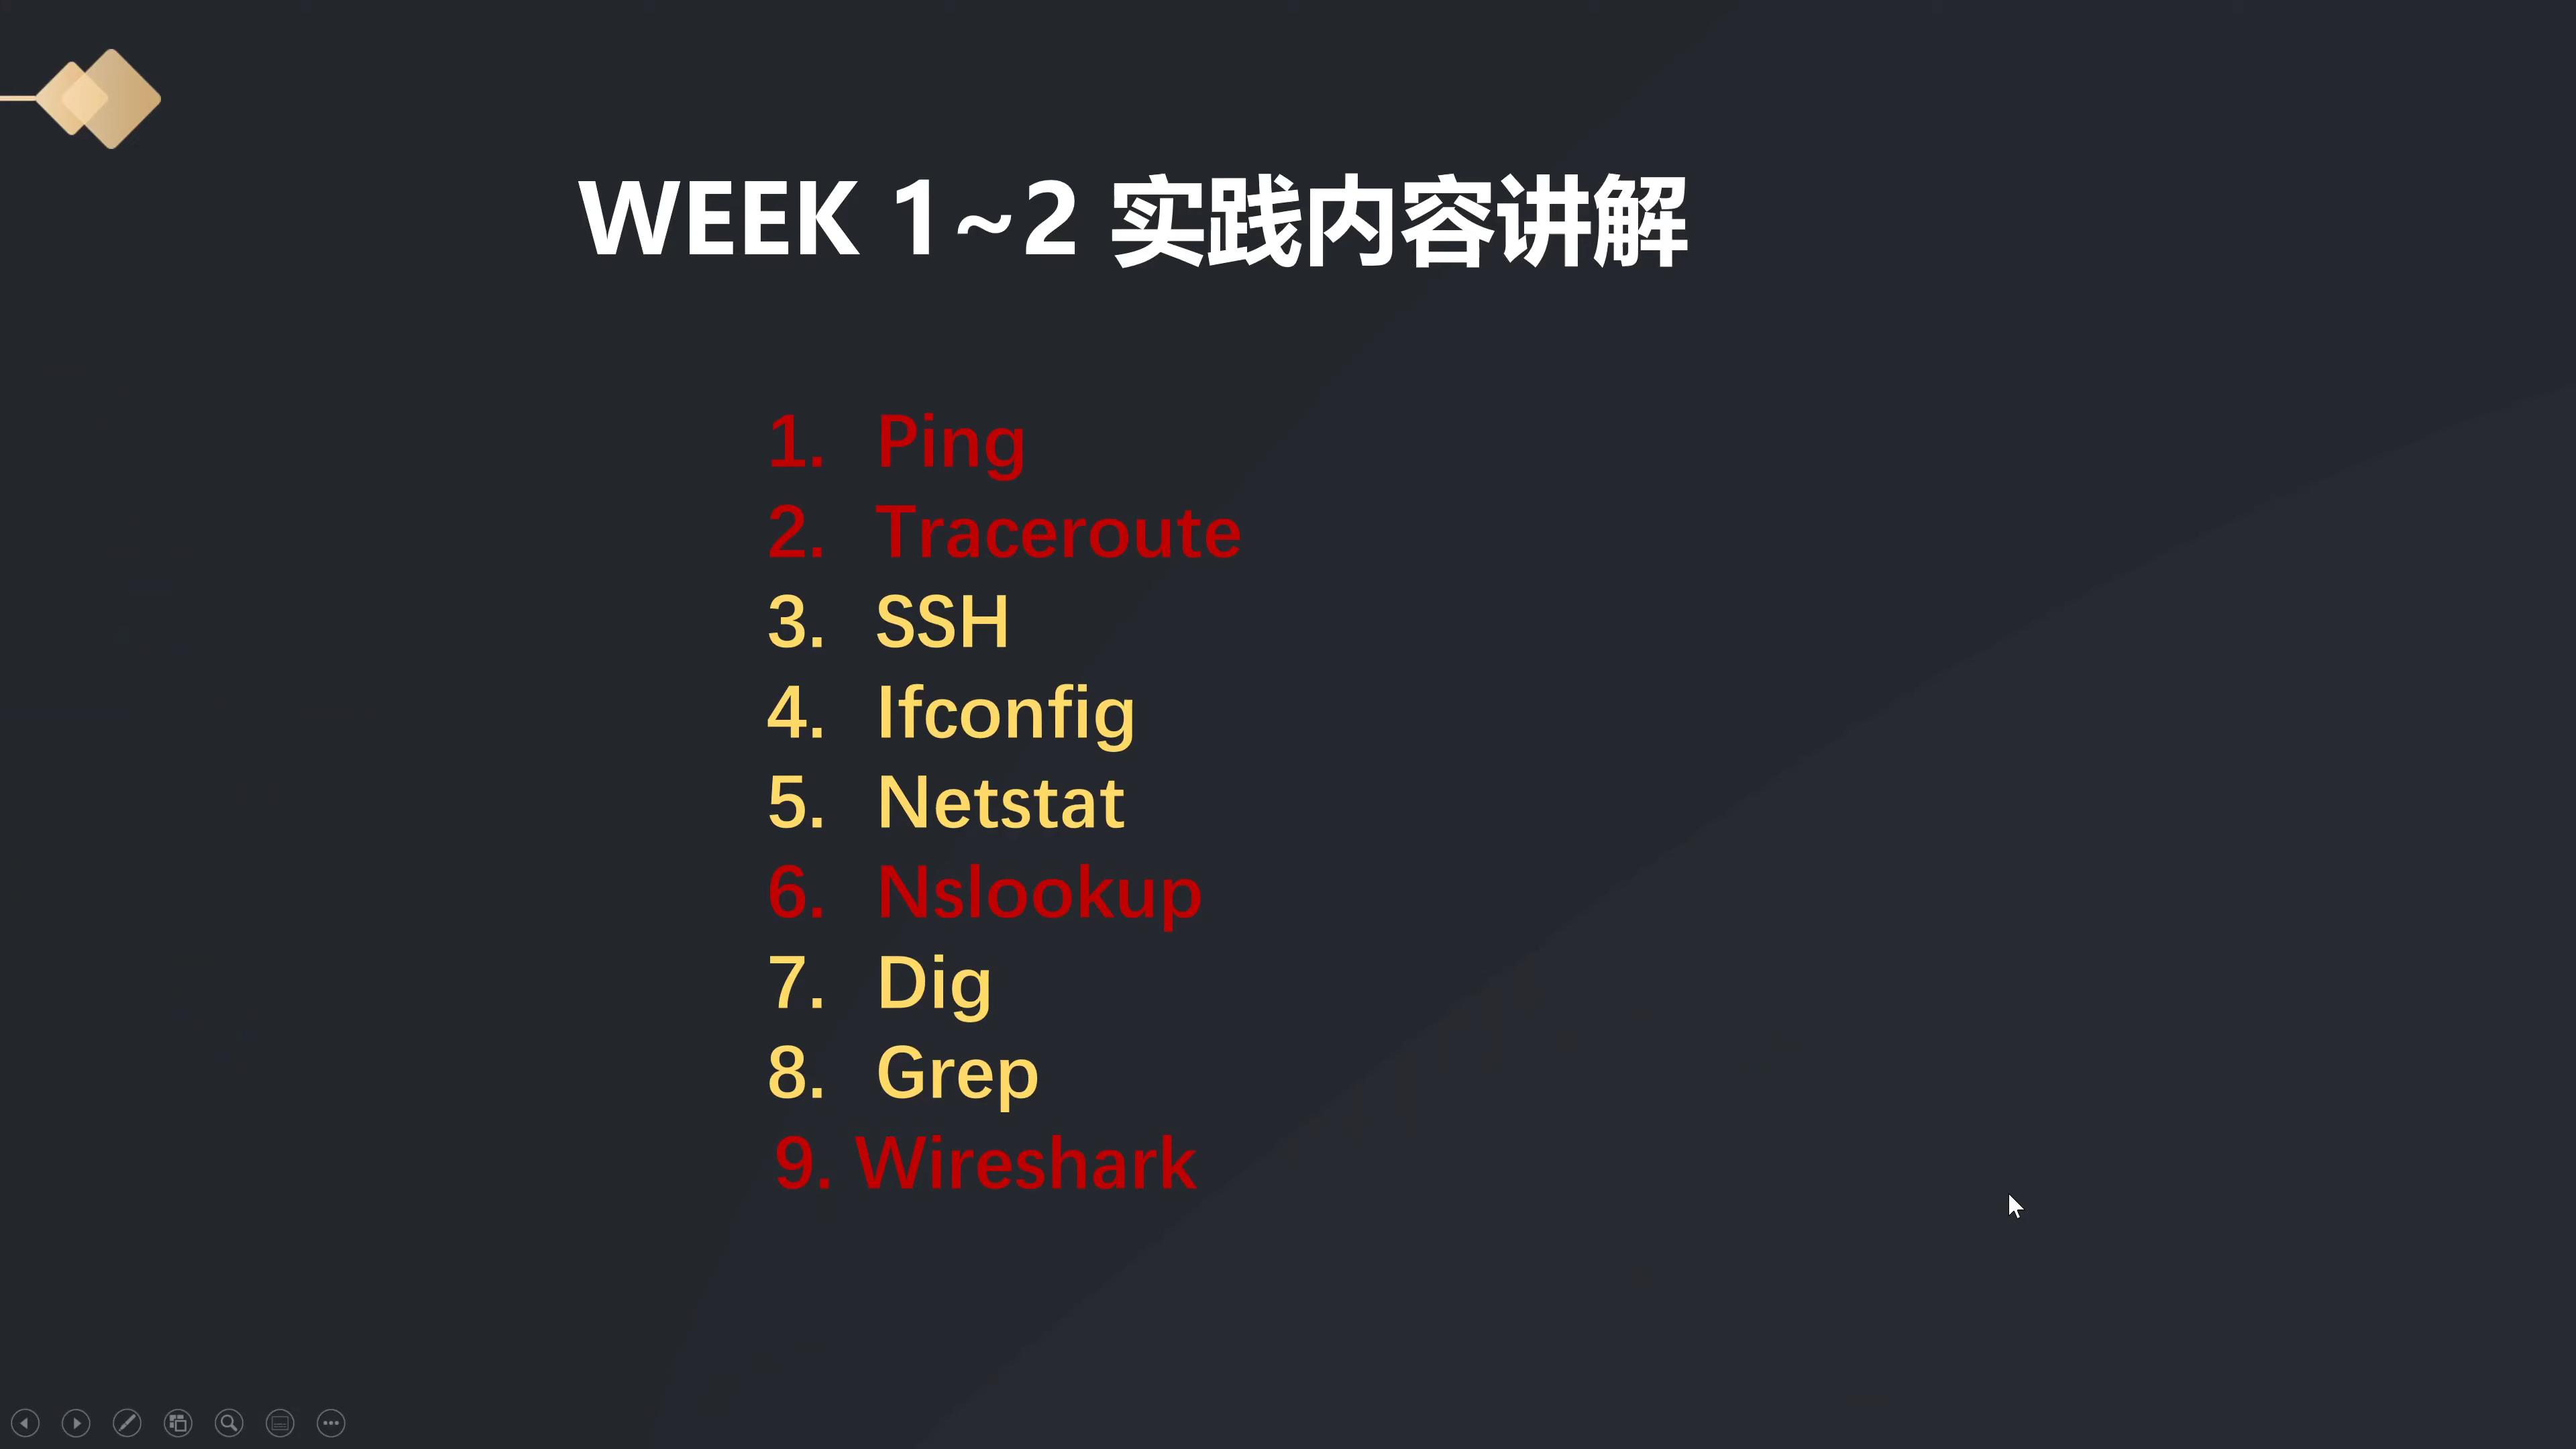 WEEK 1~2 实践内容讲解
1. Ping
2. Traceroute
3. SSH
4. Ifconfig
5. Netstat
6. Nslookup
7. Dig
8. Grep
9. Wireshark